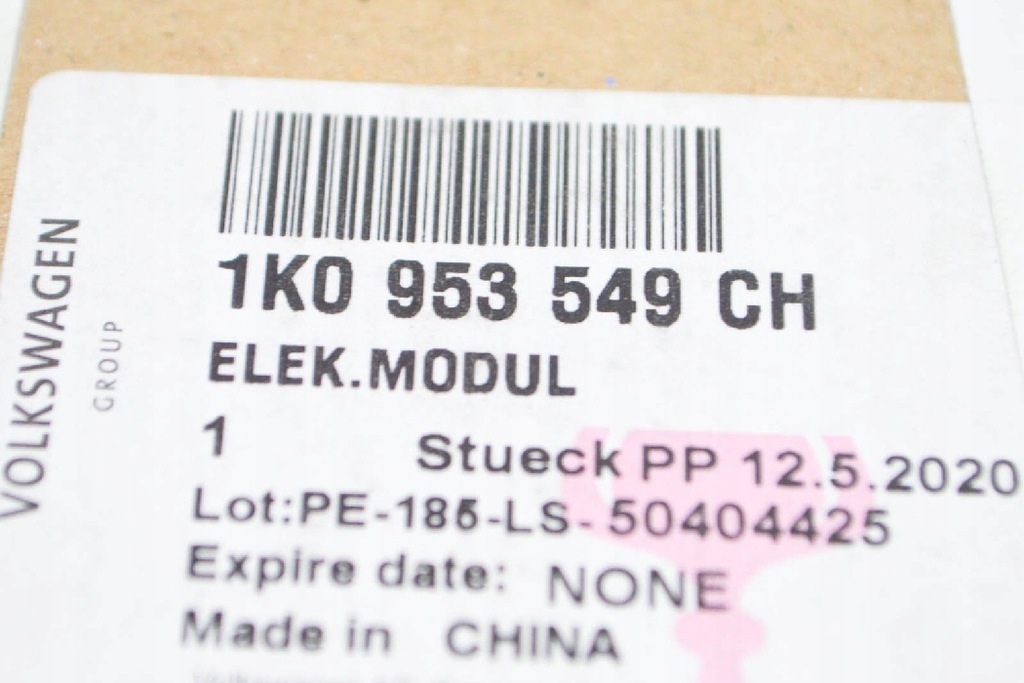 VOLKSWAGEN
GROUP
1K0 953 549 CH
ELEK.MODUL
1 Stueck PP 12.5.2020
Lot:PE-185-LS-50404425
Expire date: NONE
Made in CHINA